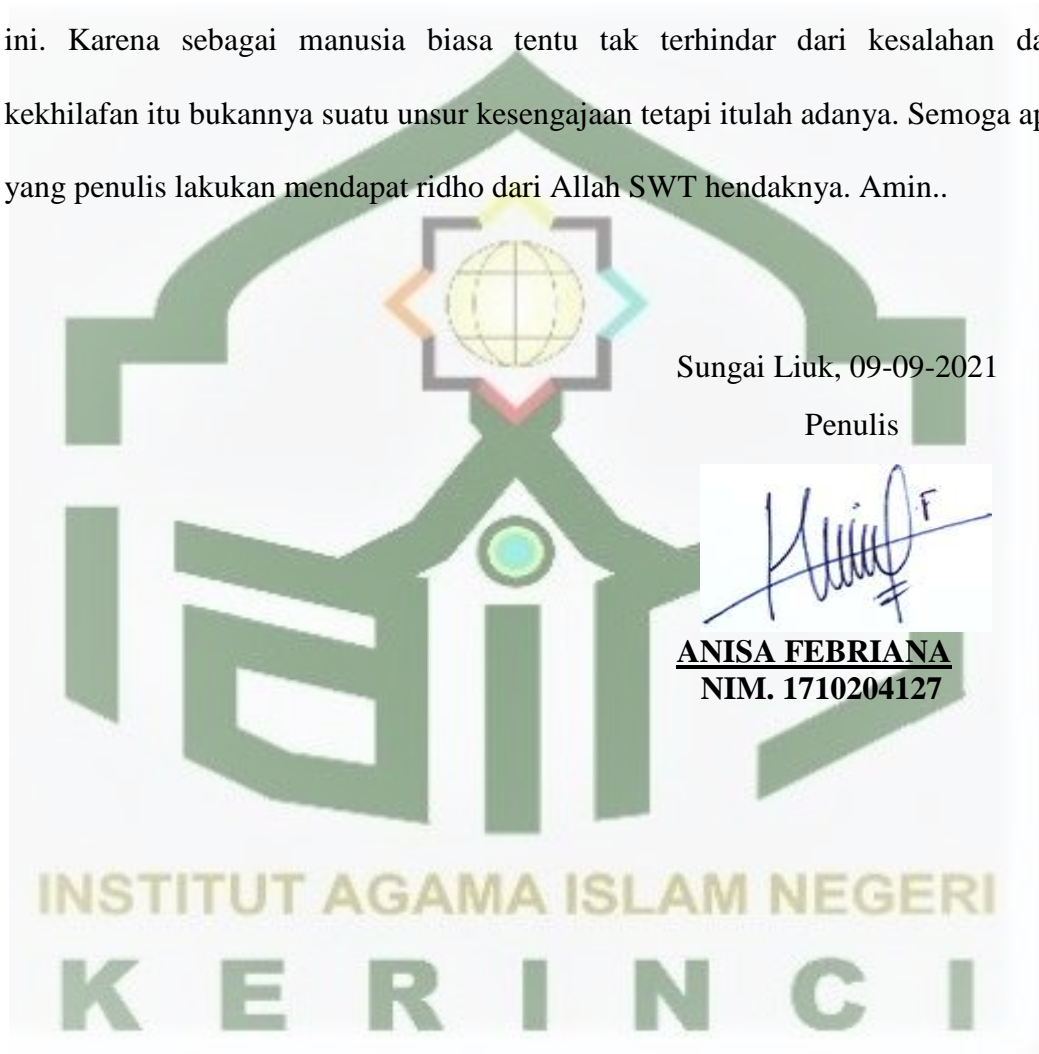 ini. Karena sebagai manusia biasa tentu tak terhindar dari kesalahan da
kekhilafan itu bukannya suatu unsur kesengajaan tetapi itulah adanya. Semoga ap
yang penulis lakukan mendapat ridho dari Allah SWT hendaknya. Amin..
Sungai Liuk, 09-09-2021
Penulis
ANISA FEBRIANA
NIM. 1710204127
INSTITUT AGAMA ISLAM NEGERI
KERINCI